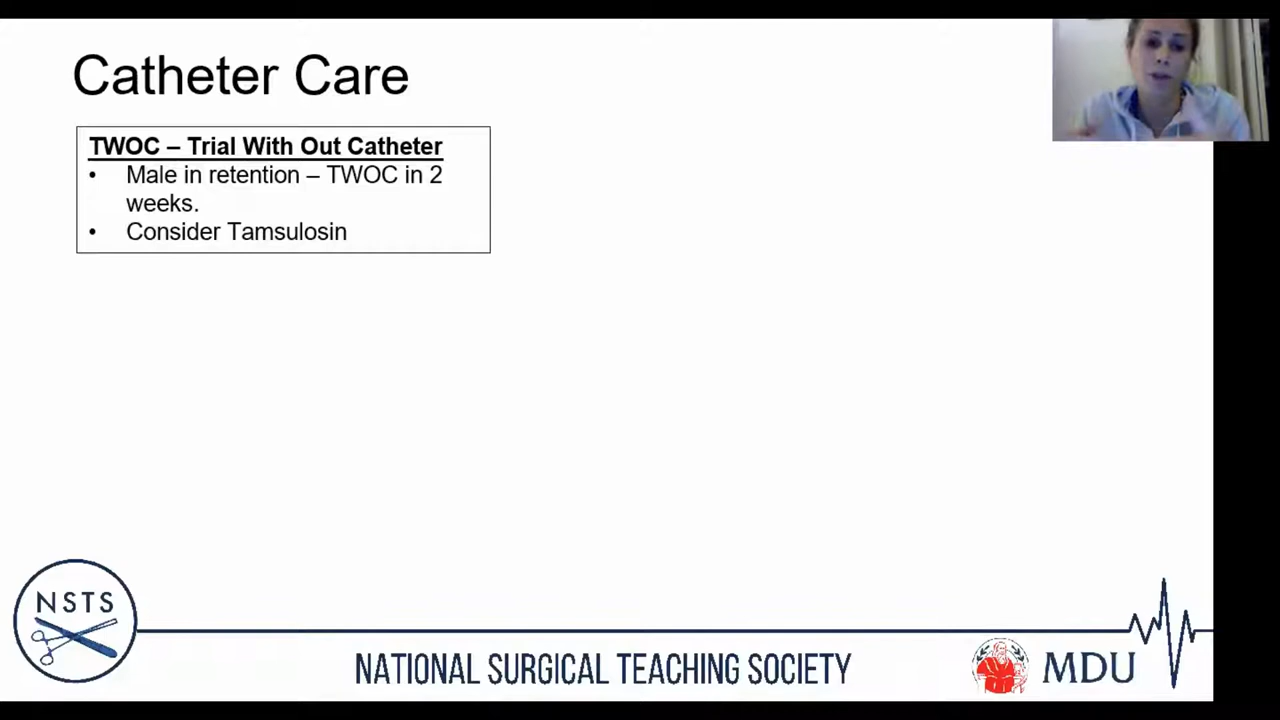 Catheter Care
TWOC – Trial With Out Catheter
• Male in retention – TWOC in 2
weeks.
• Consider Tamsulosin
NSTS
NATIONAL SURGICAL TEACHING SOCIETY
MDU